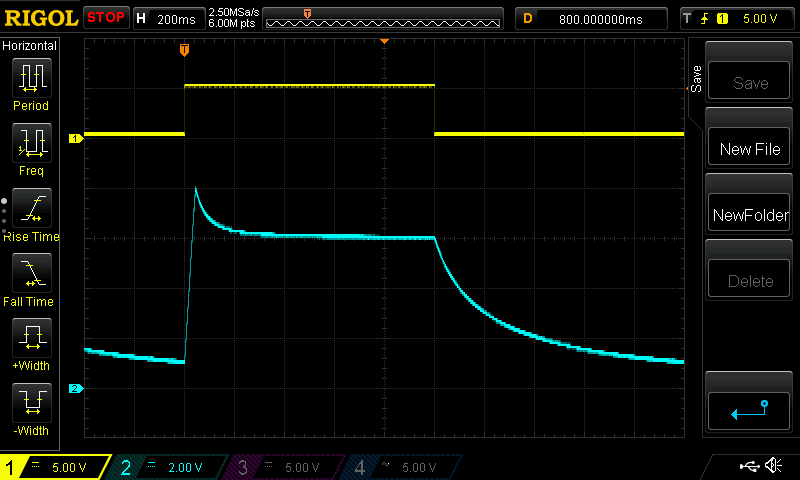 RIGOL STOP H 200ms 2.50MSa/s 6.00M pts T D 800.000000ms T 1 5.00 V
Horizontal
T
Save
Save
Period
1
New File
Freq
NewFolder
Rise Time
Delete
Fall Time
+Width
2
-Width
1 5.00 V 2 2.00 V 3 5.00 V 4 5.00 V